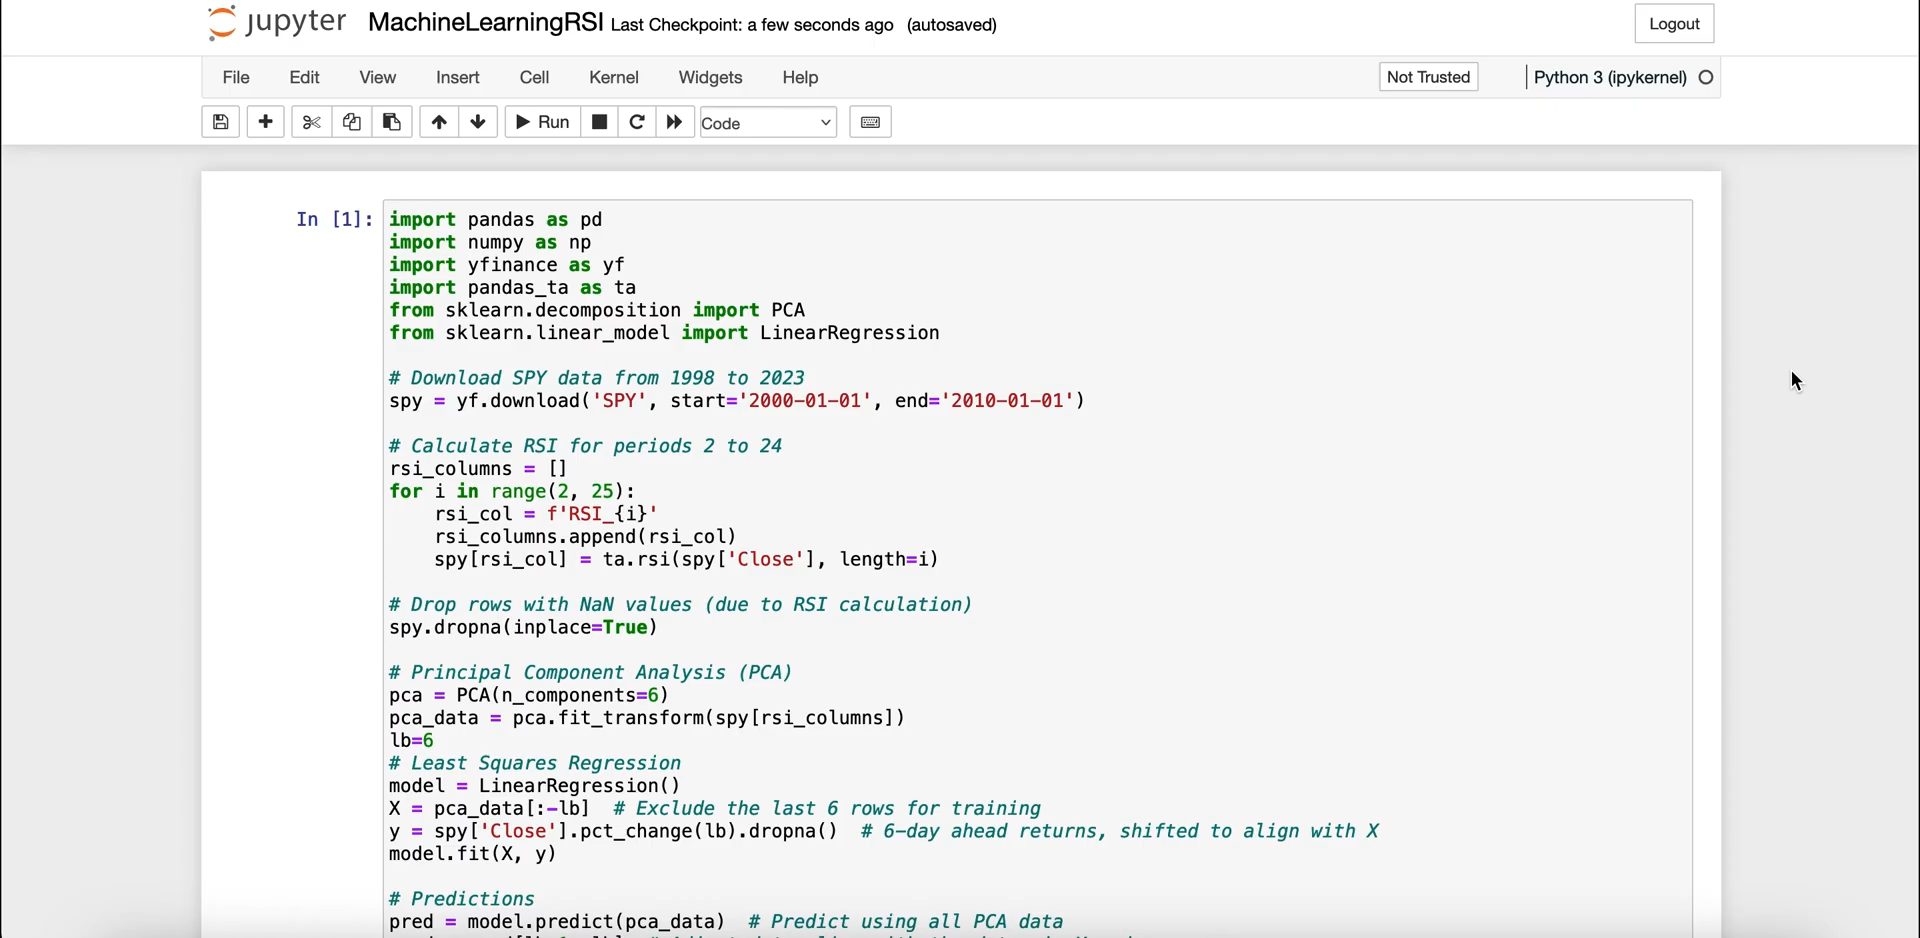 jupyter MachineLearningRSI Last Checkpoint: a few seconds ago (autosaved) Logout
File Edit View Insert Cell Kernel Widgets Help Not Trusted Python 3 (ipykernel)
Run Code
In [1]: import pandas as pd
import numpy as np
import yfinance as yf
import pandas_ta as ta
from sklearn.decomposition import PCA
from sklearn.linear_model import LinearRegression
# Download SPY data from 1998 to 2023
spy = yf.download('SPY', start='2000-01-01', end='2010-01-01')
# Calculate RSI for periods 2 to 24
rsi_columns = []
for i in range(2, 25):
    rsi_col = f'RSI_{i}'
    rsi_columns.append(rsi_col)
    spy[rsi_col] = ta.rsi(spy['Close'], length=i)
# Drop rows with NaN values (due to RSI calculation)
spy.dropna(inplace=True)
# Principal Component Analysis (PCA)
pca = PCA(n_components=6)
pca_data = pca.fit_transform(spy[rsi_columns])
lb=6
# Least Squares Regression
model = LinearRegression()
X = pca_data[:-lb]  # Exclude the last 6 rows for training
y = spy['Close'].pct_change(lb).dropna()  # 6-day ahead returns, shifted to align with X
model.fit(X, y)
# Predictions
pred = model.predict(pca_data)  # Predict using all PCA data